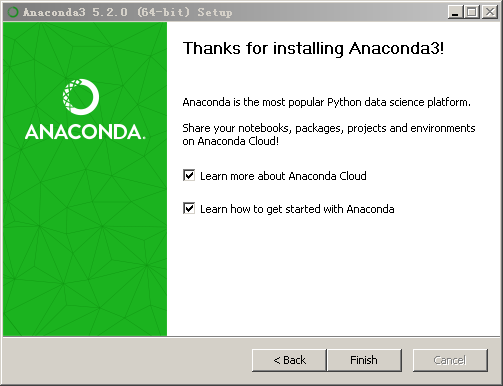 Anaconda3 5.2.0 (64-bit) Setup
Thanks for installing Anaconda3!
ANACONDA.
Anaconda is the most popular Python data science platform.
Share your notebooks, packages, projects and environments
on Anaconda Cloud!
Learn more about Anaconda Cloud
Learn how to get started with Anaconda
< Back
Finish
Cancel